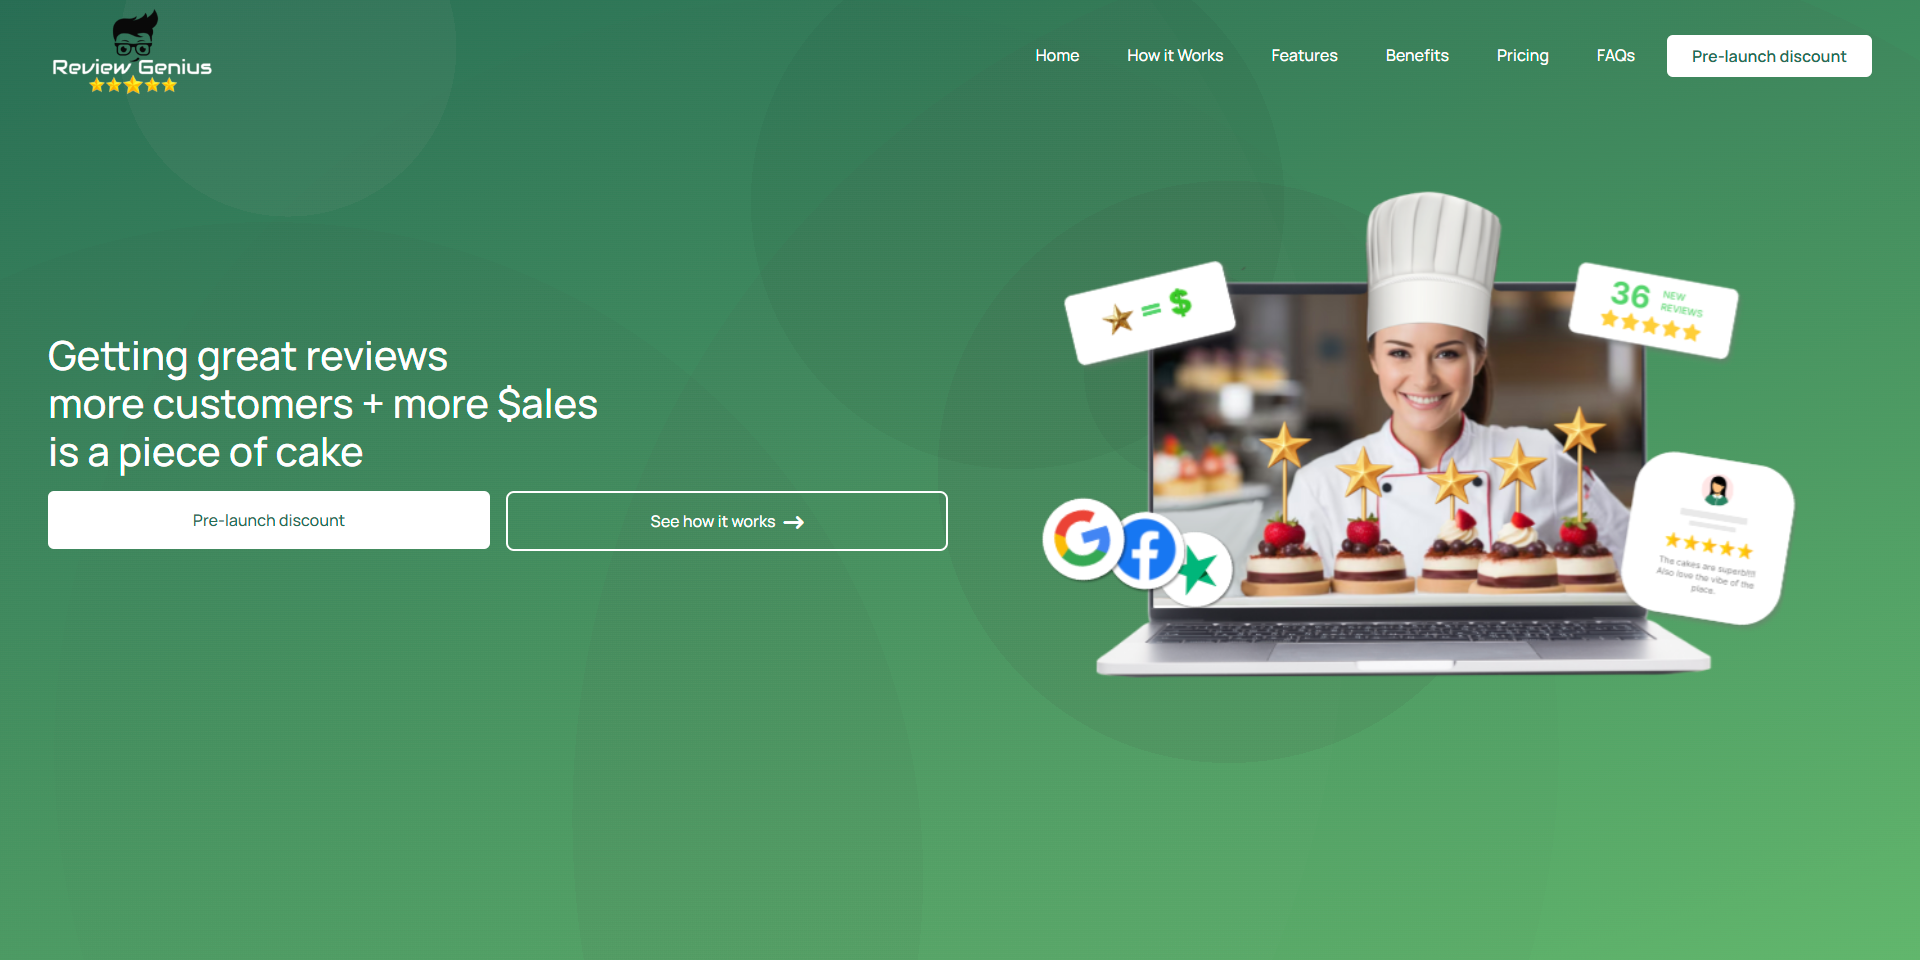 Review Genius
Home
How it Works
Features
Benefits
Pricing
FAQs
Pre-launch discount
Getting great reviews
more customers + more $ales
is a piece of cake
Pre-launch discount
See how it works →
= $
36
NEW
REVIEWS
The cakes are superb!!!
Also love the vibe of the
place.